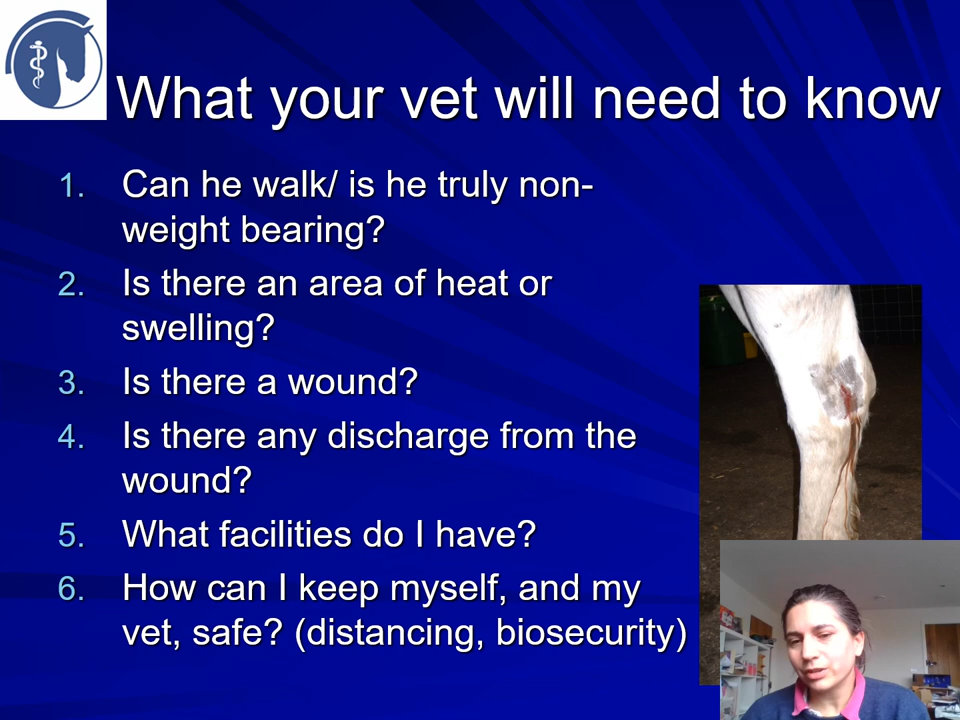 What your vet will need to know
1. Can he walk/ is he truly non-
weight bearing?
2. Is there an area of heat or
swelling?
3. Is there a wound?
4. Is there any discharge from the
wound?
5. What facilities do I have?
6. How can I keep myself, and my
vet, safe? (distancing, biosecurity)